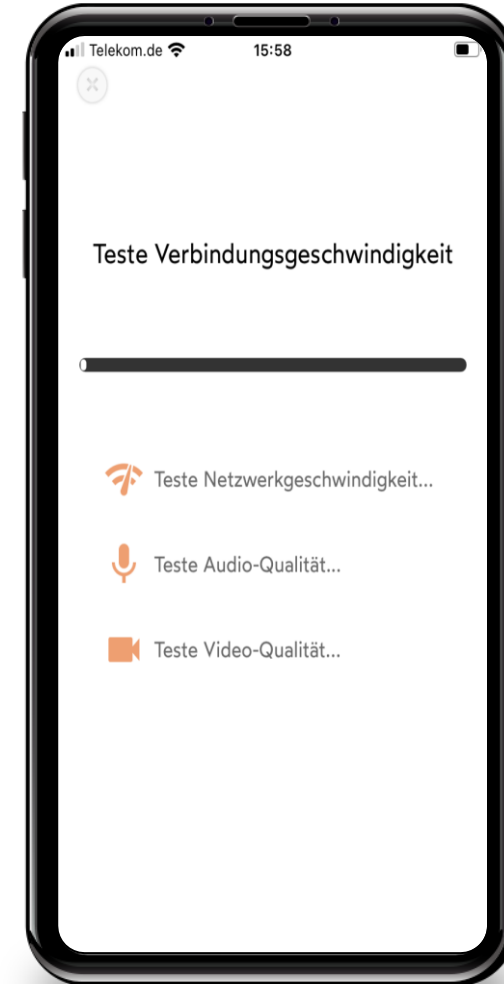 Telekom.de 15:58
Teste Verbindungsgeschwindigkeit
Teste Netzwerkgeschwindigkeit...
Teste Audio-Qualität...
Teste Video-Qualität...